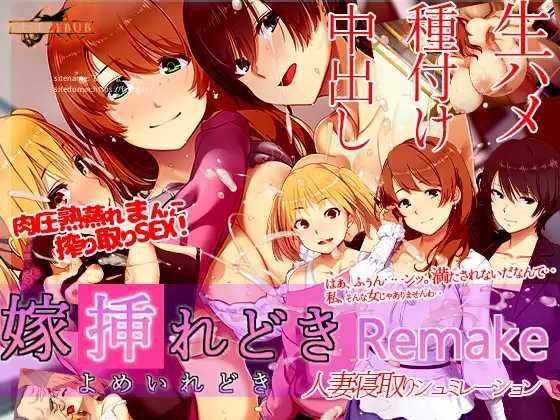 生ハメ
種付け
中出し
肉圧熟蒸れまん…
搾り取りSEX!
はぁ、ふぅん・・・ンッ。満たされないだなんて・・
私、そんな女じゃありませんわ・・
嫁挿れどき Remake
よめいれどき
人妻寝取りシュミレーション